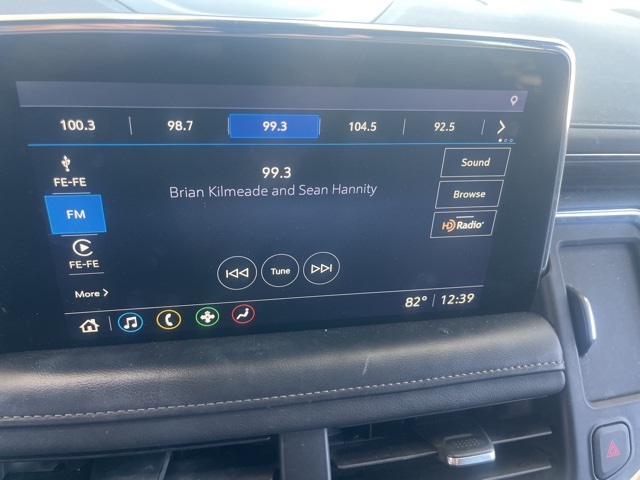 100.3 98.7 99.3 104.5 92.5
99.3
Brian Kilmeade and Sean Hannity
FE-FE
FM
FE-FE
More
Sound
Browse
HD Radio
Tune
82° 12:39